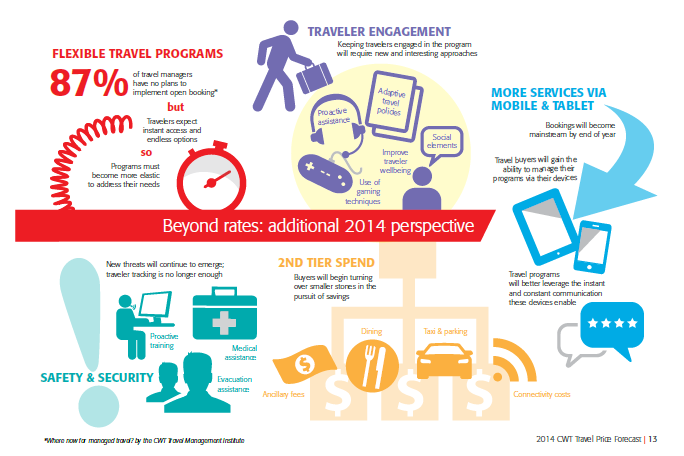 FLEXIBLE TRAVEL PROGRAMS
87%
of travel managers
have no plans to
implement open booking*
but
Travelers expect
instant access and
endless options
so
Programs must
become more elastic
to address their needs
TRAVELER ENGAGEMENT
Keeping travelers engaged in the program
will require new and interesting approaches
Proactive
assistance
Adaptive
travel
policies
Social
elements
Improve
traveler
wellbeing
Use of
gaming
techniques
MORE SERVICES VIA
MOBILE & TABLET
Bookings will become
mainstream by end of year
Travel buyers will gain the
ability to manage their
programs via their devices
Travel programs
will better leverage the instant
and constant communication
these devices enable
Beyond rates: additional 2014 perspective
New threats will continue to emerge;
traveler tracking is no longer enough
Proactive
training
Medical
assistance
SAFETY & SECURITY
Evacuation
assistance
2ND TIER SPEND
Buyers will begin turning
over smaller stones in the
pursuit of savings
Dining
Taxi & parking
$
Ancillary fees
$ $ $ $
Connectivity costs
*Where now for managed travel? by the CWT Travel Management Institute
2014 CWT Travel Price Forecast | 13